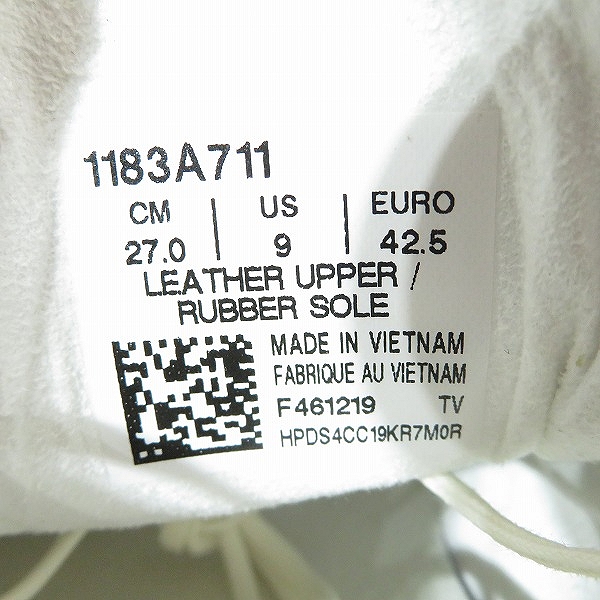 1183A711
CM | US | EURO
27.0 | 9 | 42.5
LEATHER UPPER /
RUBBER SOLE
MADE IN VIETNAM
FABRIQUE AU VIETNAM
F461219 TV
HPDS4CC19KR7M0R